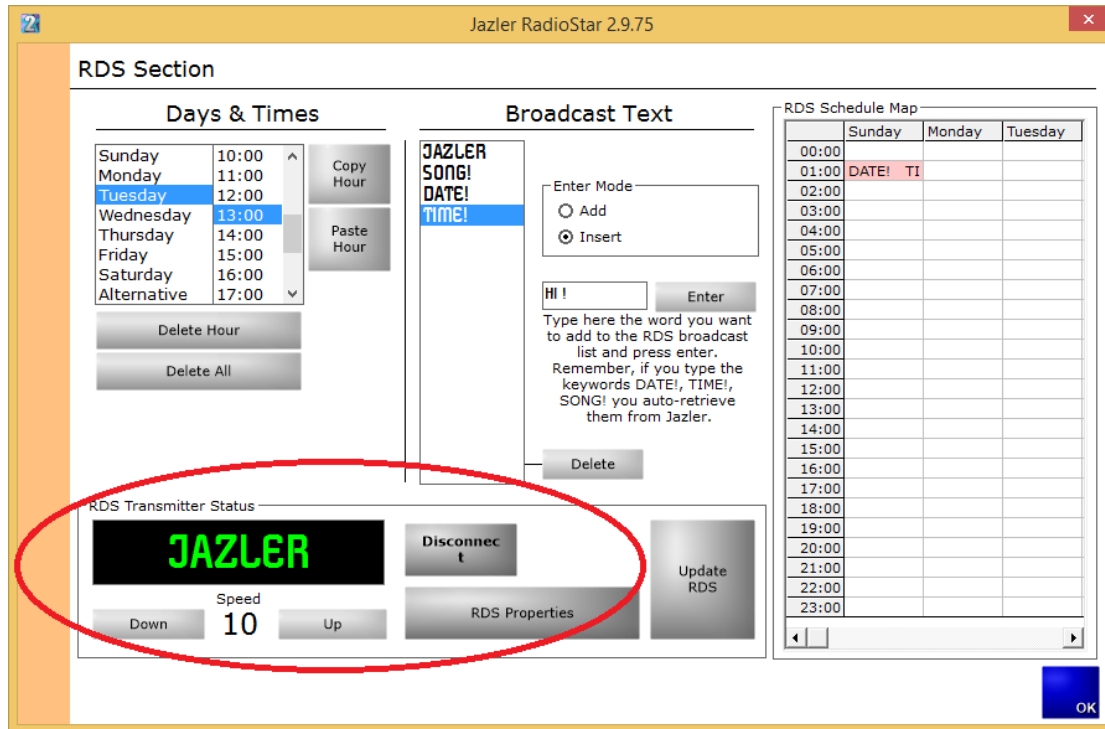 Jazler RadioStar 2.9.75
RDS Section
Days & Times
Sunday 10:00
Monday 11:00
Tuesday 12:00
Wednesday 13:00
Thursday 14:00
Friday 15:00
Saturday 16:00
Alternative 17:00
Copy
Hour
Paste
Hour
Delete Hour
Delete All
Broadcast Text
JAZLER
SONG!
DATE!
TIME!
Enter Mode
Add
Insert
HI !
Enter
Type here the word you want
to add to the RDS broadcast
list and press enter.
Remember, if you type the
keywords DATE!, TIME!,
SONG! you auto-retrieve
them from Jazler.
Delete
RDS Transmitter Status
JAZLER
Disconnec
t
Speed
Down 10 Up
RDS Properties
Update
RDS
RDS Schedule Map
Sunday Monday Tuesday
00:00
01:00 DATE! TI
02:00
03:00
04:00
05:00
06:00
07:00
08:00
09:00
10:00
11:00
12:00
13:00
14:00
15:00
16:00
17:00
18:00
19:00
20:00
21:00
22:00
23:00
OK